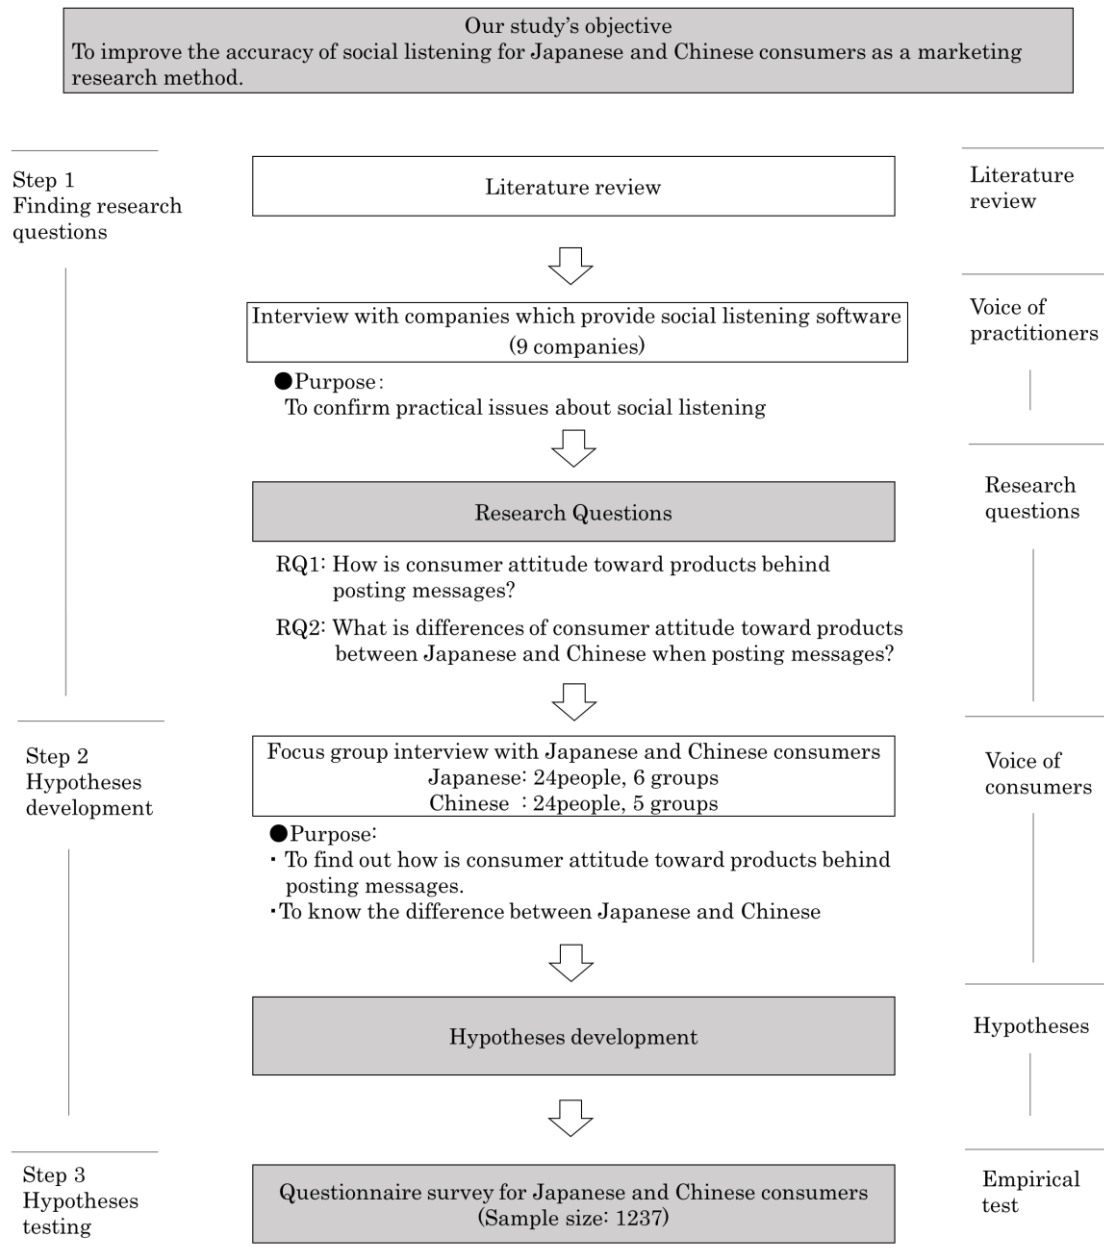 Our study's objective
To improve the accuracy of social listening for Japanese and Chinese consumers as a marketing
research method.
Step 1
Finding research
questions
Literature review
Literature
review
Interview with companies which provide social listening software
(9 companies)
Voice of
practitioners
●Purpose:
To confirm practical issues about social listening
Research Questions
Research
questions
RQ1: How is consumer attitude toward products behind
posting messages?
RQ2: What is differences of consumer attitude toward products
between Japanese and Chinese when posting messages?
Step 2
Hypotheses
development
Focus group interview with Japanese and Chinese consumers
Japanese: 24people, 6 groups
Chinese : 24people, 5 groups
Voice of
consumers
●Purpose:
・To find out how is consumer attitude toward products behind
posting messages.
・To know the difference between Japanese and Chinese
Hypotheses development
Hypotheses
Step 3
Hypotheses
testing
Questionnaire survey for Japanese and Chinese consumers
(Sample size: 1237)
Empirical
test